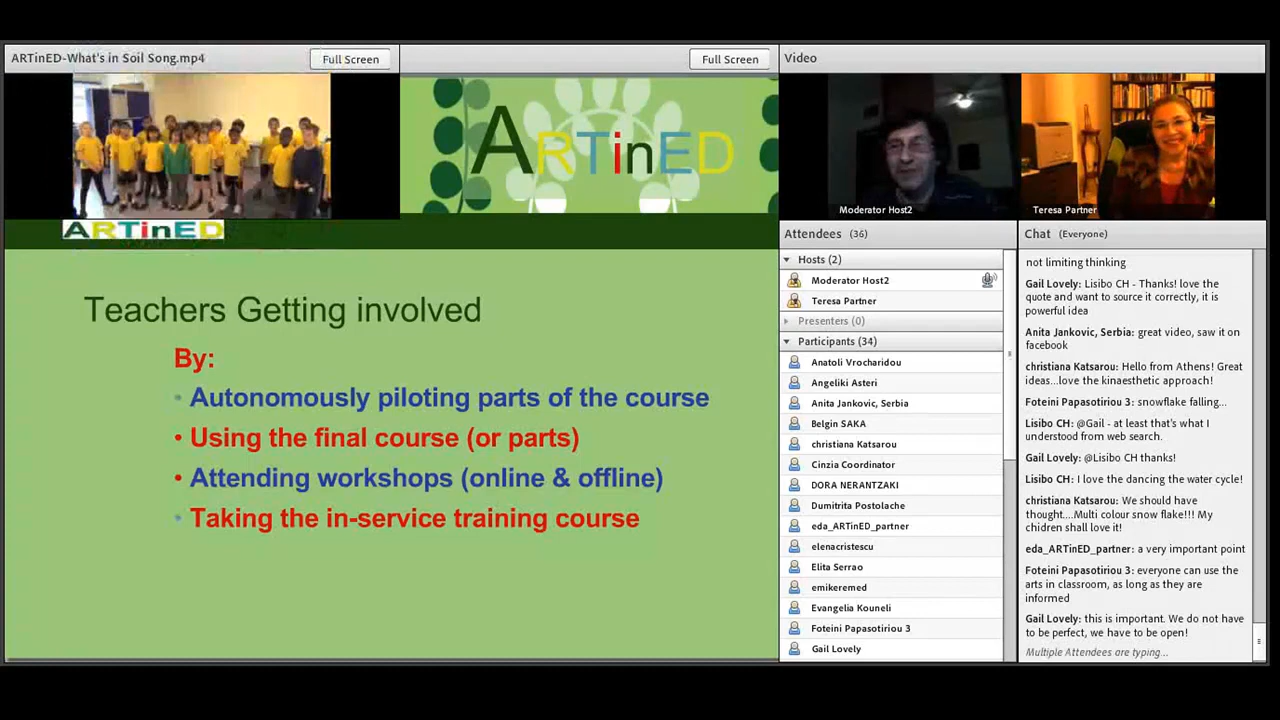 ARTinED-What's in Soil Song.mp4
Full Screen
ARTinED
Full Screen
ARTinED
Teachers Getting involved
By:
• Autonomously piloting parts of the course
• Using the final course (or parts)
• Attending workshops (online & offline)
• Taking the in-service training course
Video
Moderator Host2
Teresa Partner
Attendees (36)
Hosts (2)
Moderator Host2
Teresa Partner
Presenters (0)
Participants (34)
Anatoli Vrocharidou
Angeliki Asteri
Anita Jankovic, Serbia
Belgin SAKA
christiana Katsarou
Cinzia Coordinator
DORA NERANTZAKI
Dumitrita Postolache
eda_ARTinED_partner
elenacristescu
Elita Serrao
emikeremed
Evangelia Kouneli
Foteini Papasotiriou 3
Gail Lovely
Chat (Everyone)
not limiting thinking
Gail Lovely: Lisibo CH - Thanks! love the
quote and want to source it correctly, it is
powerful idea
Anita Jankovic, Serbia: great video, saw it on
facebook
christiana Katsarou: Hello from Athens! Great
ideas...love the kinaesthetic approach!
Foteini Papasotiriou 3: snowflake falling...
Lisibo CH: @Gail - at least that's what I
understood from web search.
Gail Lovely: @Lisibo CH thanks!
Lisibo CH: I love the dancing the water cycle!
christiana Katsarou: We should have
thought....Multi colour snow flake!!! My
chidren shall love it!
eda_ARTinED_partner: a very important point
Foteini Papasotiriou 3: everyone can use the
arts in classroom, as long as they are
informed
Gail Lovely: this is important. We do not have
to be perfect, we have to be open!
Multiple Attendees are typing...